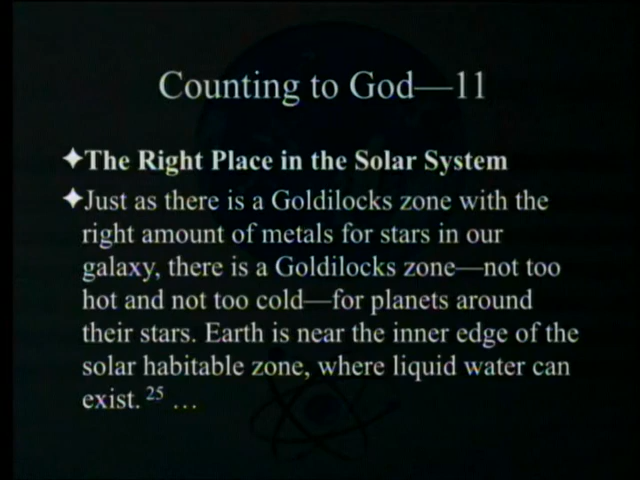 Counting to God—11
✦The Right Place in the Solar System
✦Just as there is a Goldilocks zone with the
right amount of metals for stars in our
galaxy, there is a Goldilocks zone—not too
hot and not too cold—for planets around
their stars. Earth is near the inner edge of the
solar habitable zone, where liquid water can
exist. 25 …